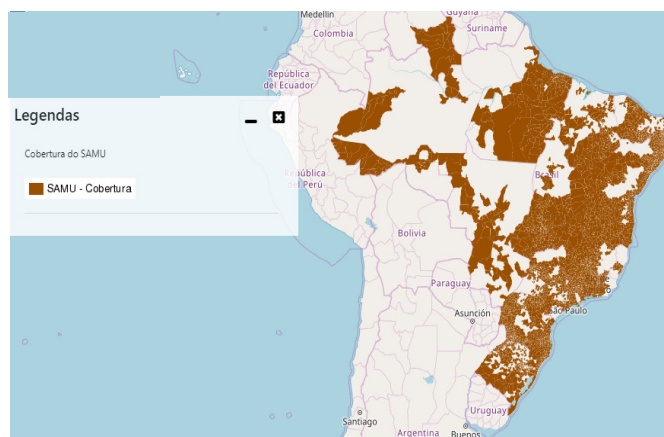 Medellín
Guyana
Colombia
Suriname
República
del Ecuador
Legendas
Cobertura do SAMU
SAMU - Cobertura
República
del Perú
Brasil
Bolivia
Paraguay
Asunción
São Paulo
Uruguay
Santiago
Argentina
Buenos